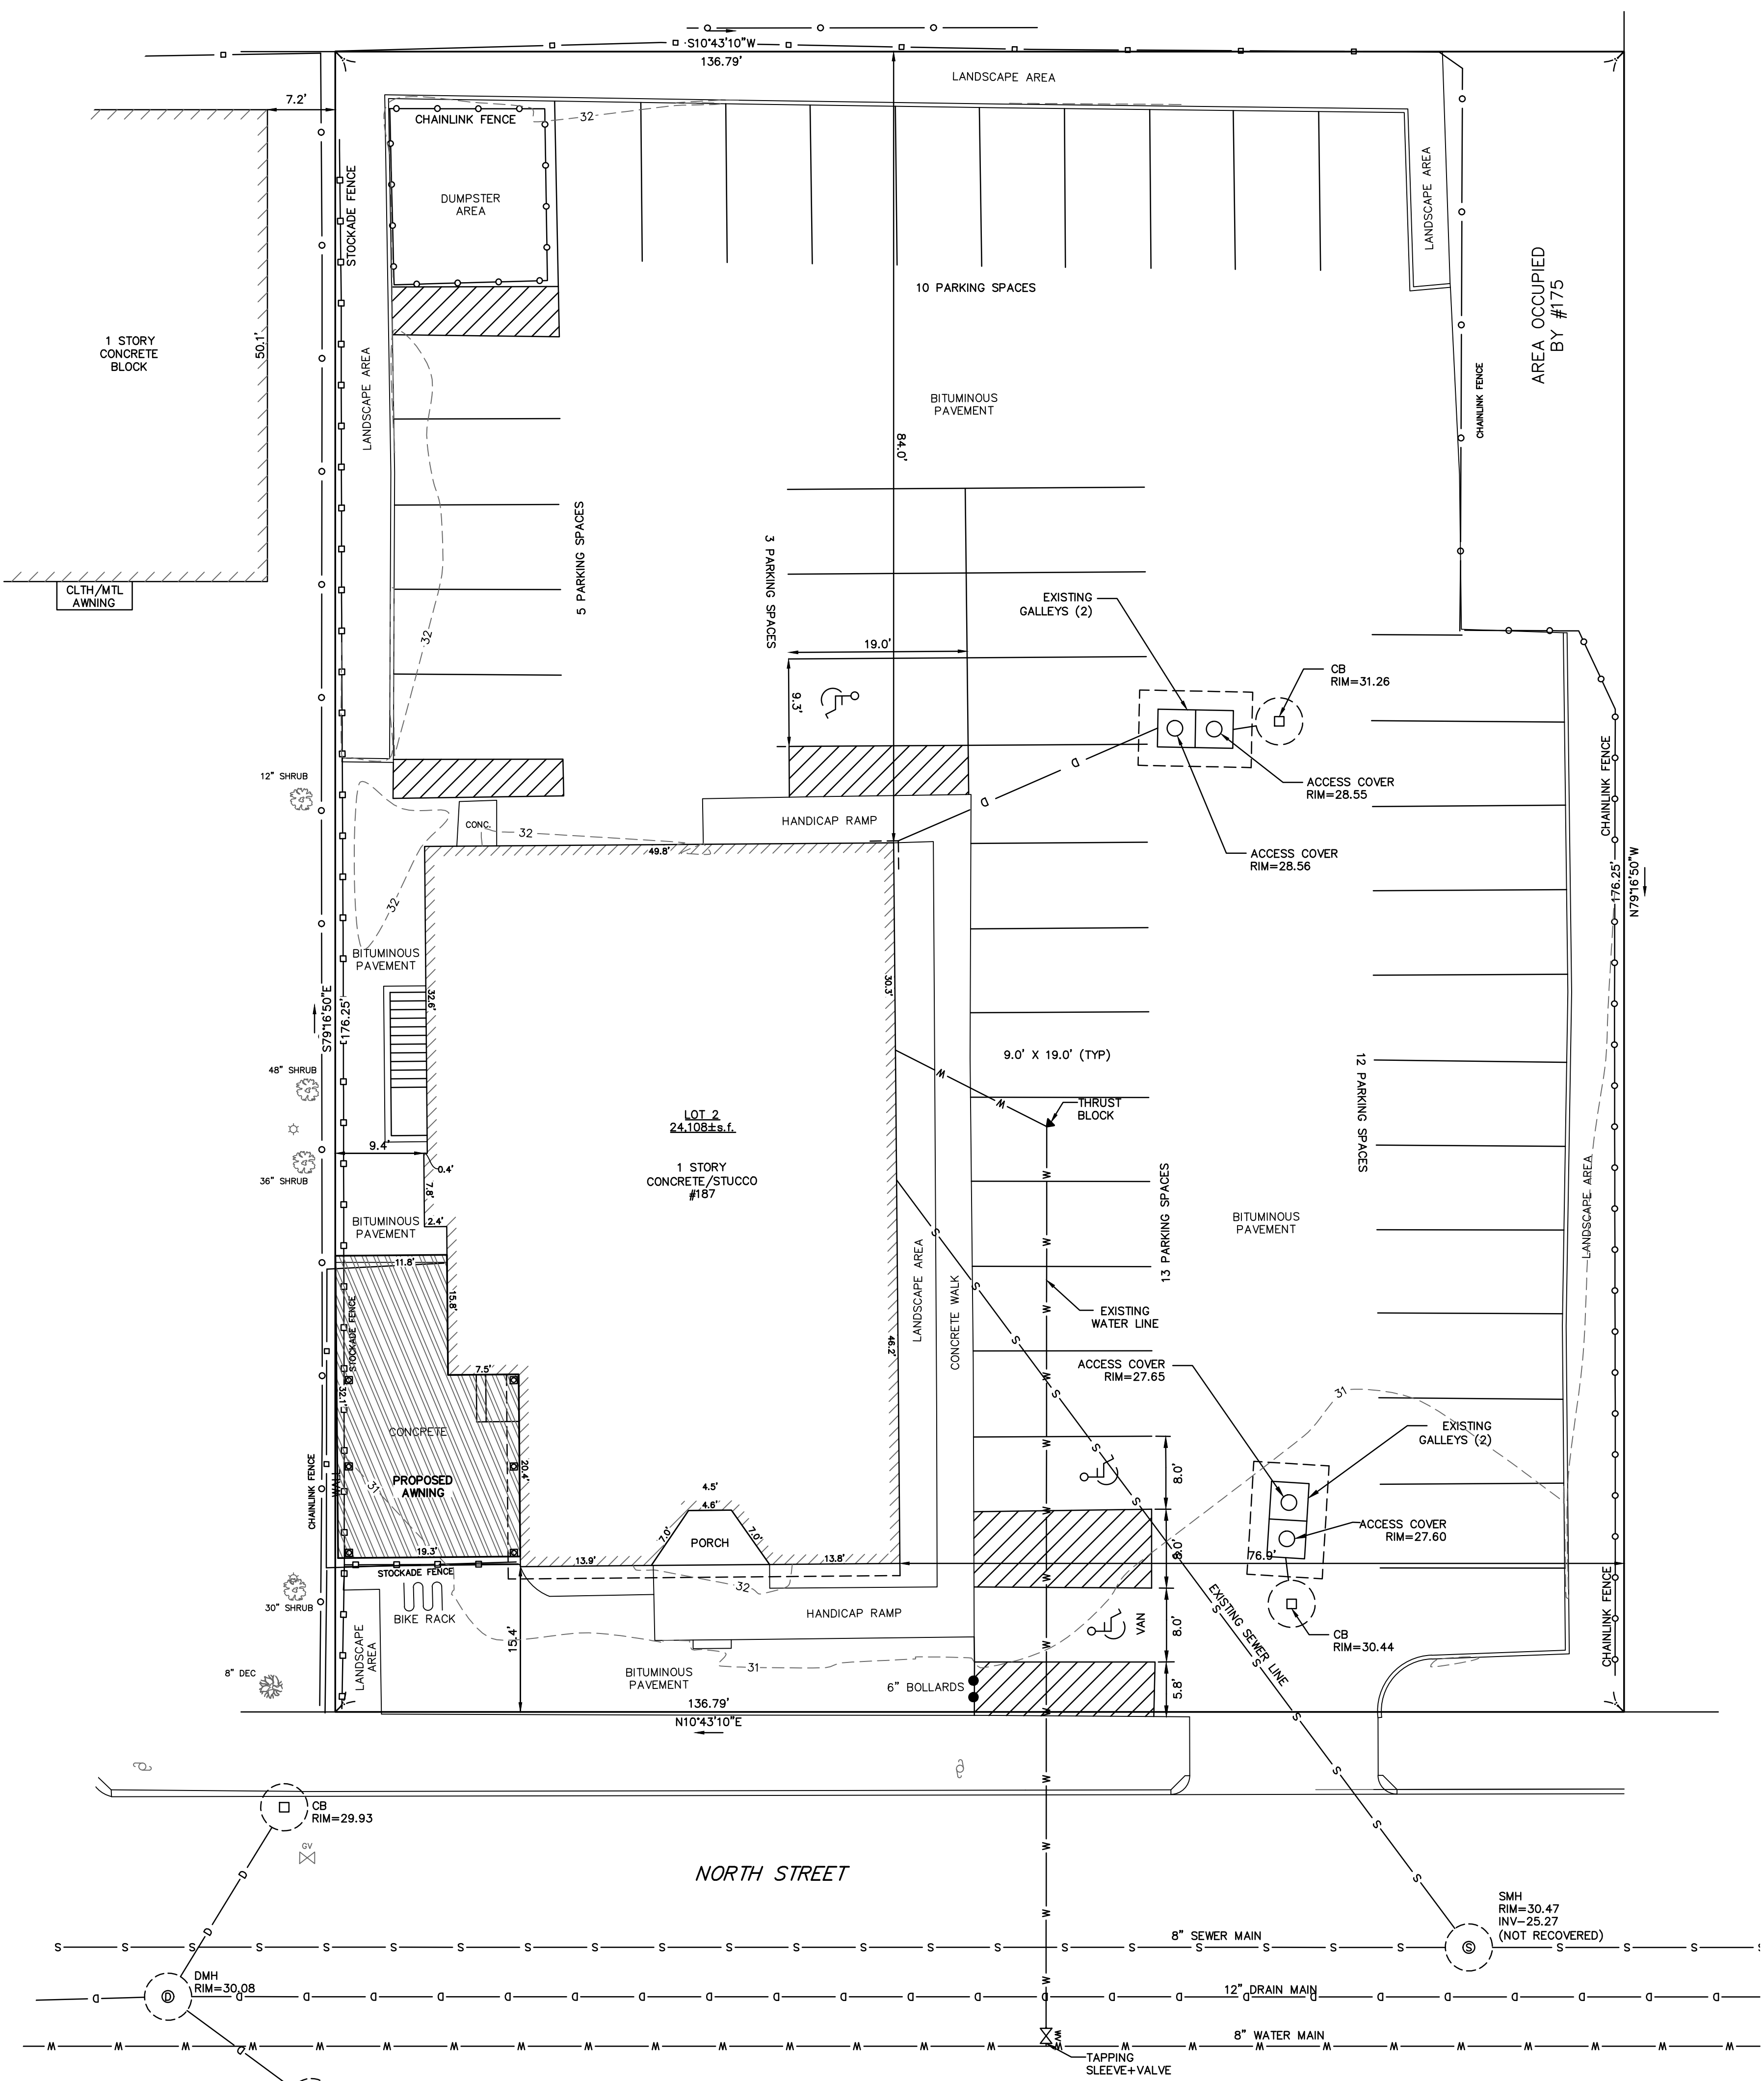 S10°43'10"W
136.79'
LANDSCAPE AREA
7.2'
CHAINLINK FENCE
32
STOCKADE FENCE
DUMPSTER
AREA
LANDSCAPE AREA
10 PARKING SPACES
AREA OCCUPIED
BY #175
1 STORY
CONCRETE
BLOCK
50.1'
LANDSCAPE AREA
BITUMINOUS
PAVEMENT
CHAINLINK FENCE
84.0'
5 PARKING SPACES
3 PARKING SPACES
CLTH/MTL
AWNING
EXISTING
GALLEYS (2)
32
19.0'
9.3'
CB
RIM=31.26
D
D
12" SHRUB
ACCESS COVER
RIM=28.55
CHAINLINK FENCE
CONC.
32
HANDICAP RAMP
49.8'
ACCESS COVER
RIM=28.56
176.25'
N79°16'50"W
32
BITUMINOUS
PAVEMENT
32.6'
30.3'
S79°16'50"E
176.25'
48" SHRUB
9.0' X 19.0' (TYP)
W
W
THRUST
BLOCK
12 PARKING SPACES
LOT 2
24,108±s.f.
9.4'
0.4'
36" SHRUB
7.8'
1 STORY
CONCRETE/STUCCO
#187
2.4'
BITUMINOUS
PAVEMENT
13 PARKING SPACES
BITUMINOUS
PAVEMENT
LANDSCAPE AREA
11.8'
15.8'
LANDSCAPE AREA
CONCRETE WALK
EXISTING
WATER LINE
STOCKADE FENCE
46.2'
7.5'
ACCESS COVER
RIM=27.65
32.1'
31
CONCRETE
EXISTING
GALLEYS (2)
CHAINLINK FENCE
WALL
31
PROPOSED
AWNING
20.4'
8.0'
4.5'
4.6'
7.0'
7.0'
PORCH
ACCESS COVER
RIM=27.60
19.3'
13.9'
13.8'
8.0'
76.9'
STOCKADE FENCE
32
CHAINLINK FENCE
30" SHRUB
BIKE RACK
HANDICAP RAMP
VAN
8.0'
EXISTING SEWER LINE
CB
RIM=30.44
15.4'
LANDSCAPE
AREA
31
8" DEC
BITUMINOUS
PAVEMENT
6" BOLLARDS
5.8'
136.79'
N10°43'10"E
CB
RIM=29.93
GV
NORTH STREET
SMH
RIM=30.47
INV-25.27
(NOT RECOVERED)
8" SEWER MAIN
DMH
RIM=30.08
D
12" DRAIN MAIN
8" WATER MAIN
TAPPING
SLEEVE+VALVE